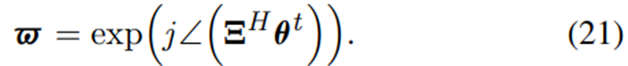 ϖ = exp(j∠(Ξ^H θ^t)). (21)